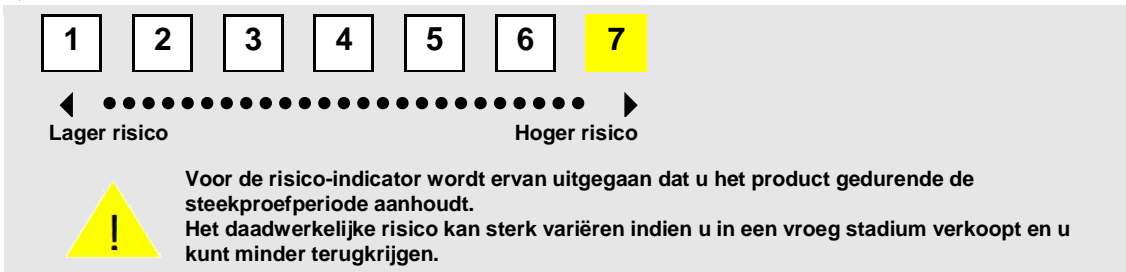 1 2 3 4 5 6 7
Lager risico Hoger risico
!
Voor de risico-indicator wordt ervan uitgegaan dat u het product gedurende de
steekproefperiode aanhoudt.
Het daadwerkelijke risico kan sterk variëren indien u in een vroeg stadium verkoopt en u
kunt minder terugkrijgen.